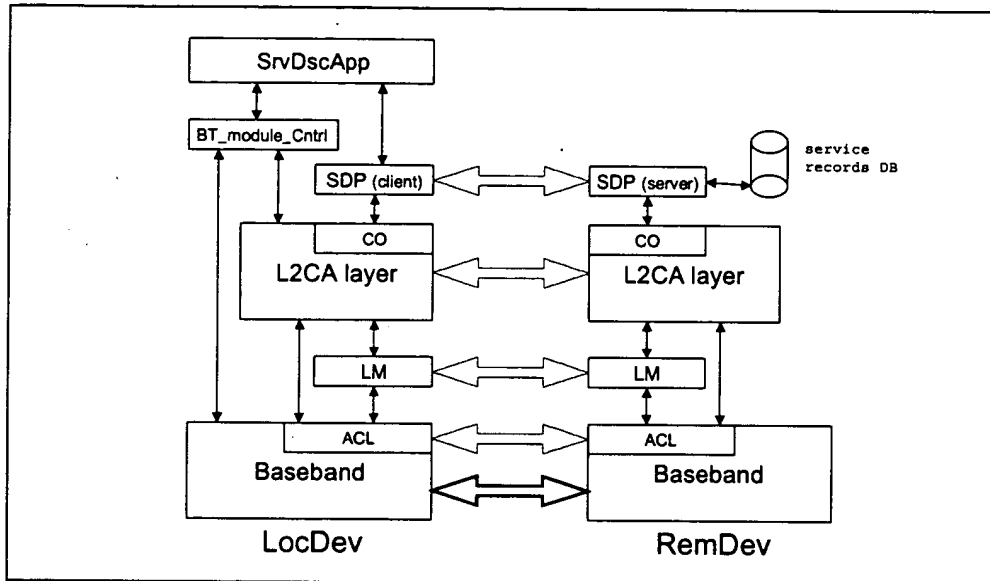 SrvDscApp
BT_module_Cntrl
SDP (client)
SDP (server)
service
records DB
CO
CO
L2CA layer
L2CA layer
LM
LM
ACL
ACL
Baseband
Baseband
LocDev
RemDev